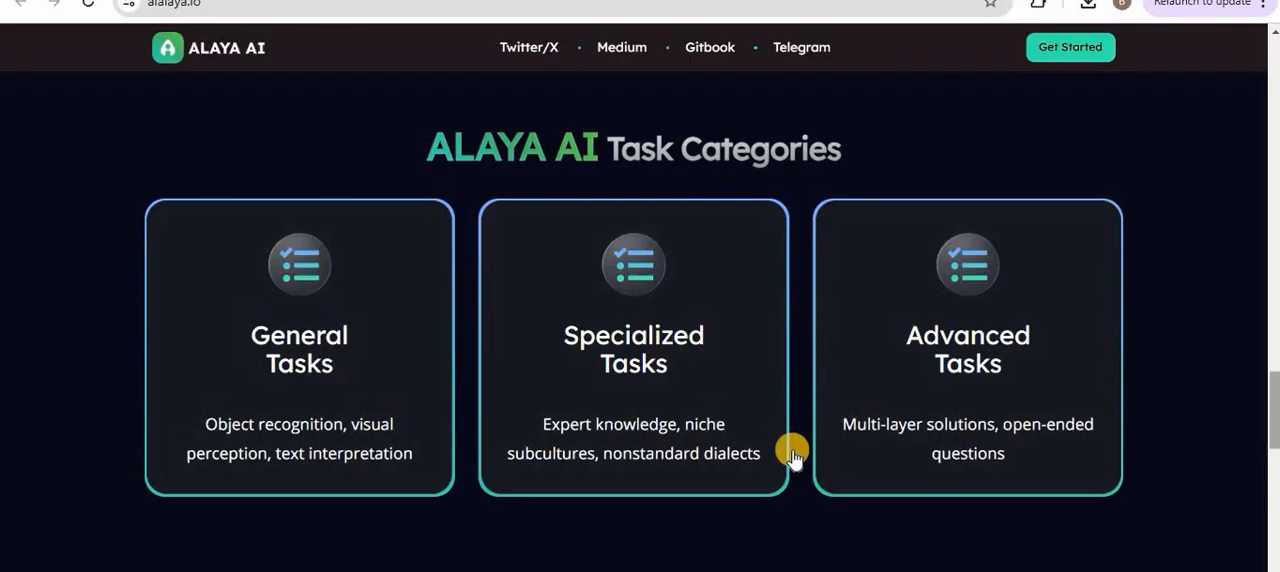 alalaya.io
Relaunch to update
ALAYA AI
Twitter/X • Medium • Gitbook • Telegram
Get Started
ALAYA AI Task Categories
General
Tasks
Object recognition, visual
perception, text interpretation
Specialized
Tasks
Expert knowledge, niche
subcultures, nonstandard dialects
Advanced
Tasks
Multi-layer solutions, open-ended
questions